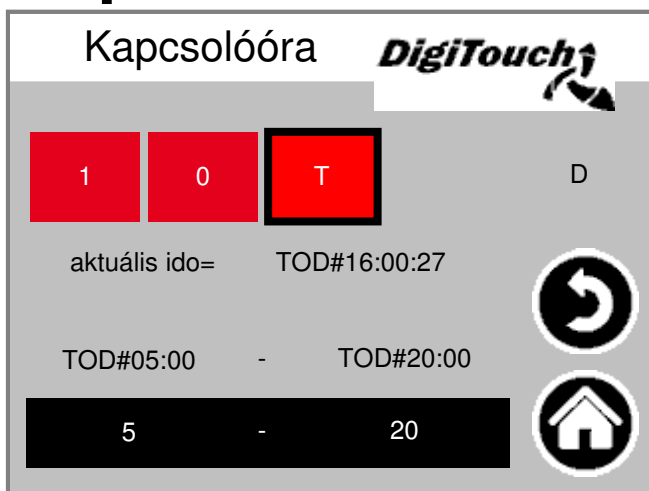 Kapcsolóóra DigiTouch
1 0 T D
aktuális ido= TOD#16:00:27
TOD#05:00 - TOD#20:00
5 - 20